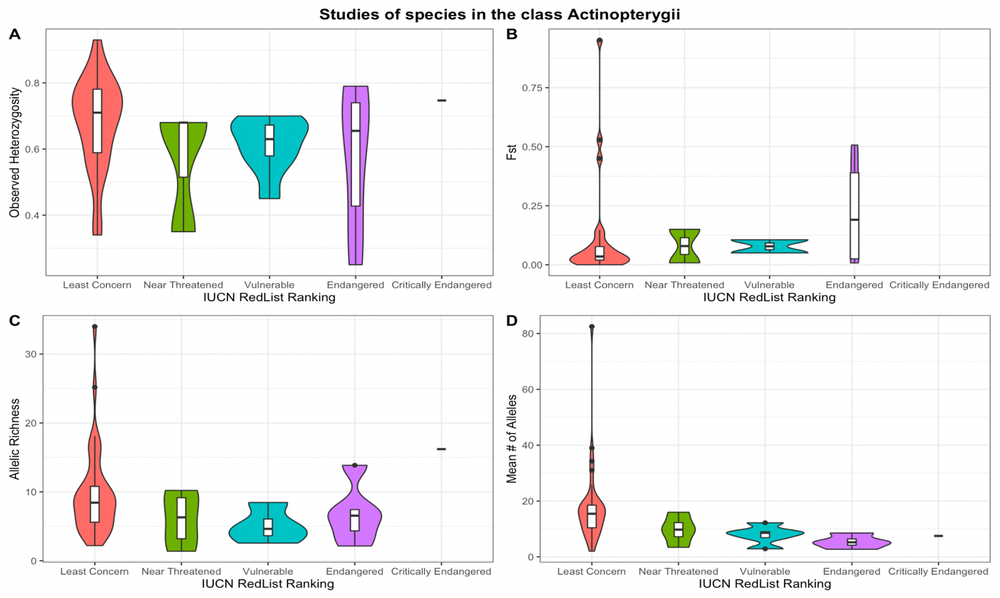 Studies of species in the class Actinopterygii
A
Observed Heterozygosity
0.8
0.6
0.4
Least Concern Near Threatened Vulnerable Endangered Critically Endangered
IUCN RedList Ranking
B
Fst
0.75
0.50
0.25
0.00
Least Concern Near Threatened Vulnerable Endangered Critically Endangered
IUCN RedList Ranking
C
Allelic Richness
30
20
10
0
Least Concern Near Threatened Vulnerable Endangered Critically Endangered
IUCN RedList Ranking
D
Mean # of Alleles
80
60
40
20
0
Least Concern Near Threatened Vulnerable Endangered Critically Endangered
IUCN RedList Ranking